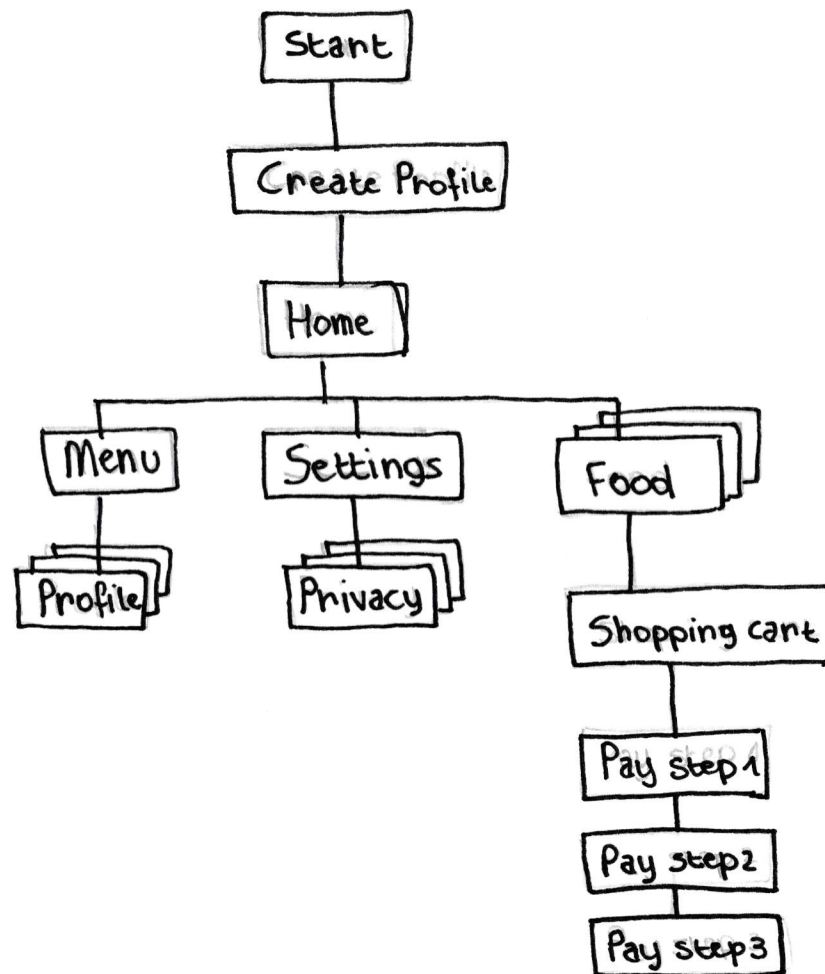 Start
Create Profile
Home
Menu
Settings
Food
Profile
Privacy
Shopping cart
Pay step 1
Pay step 2
Pay step 3